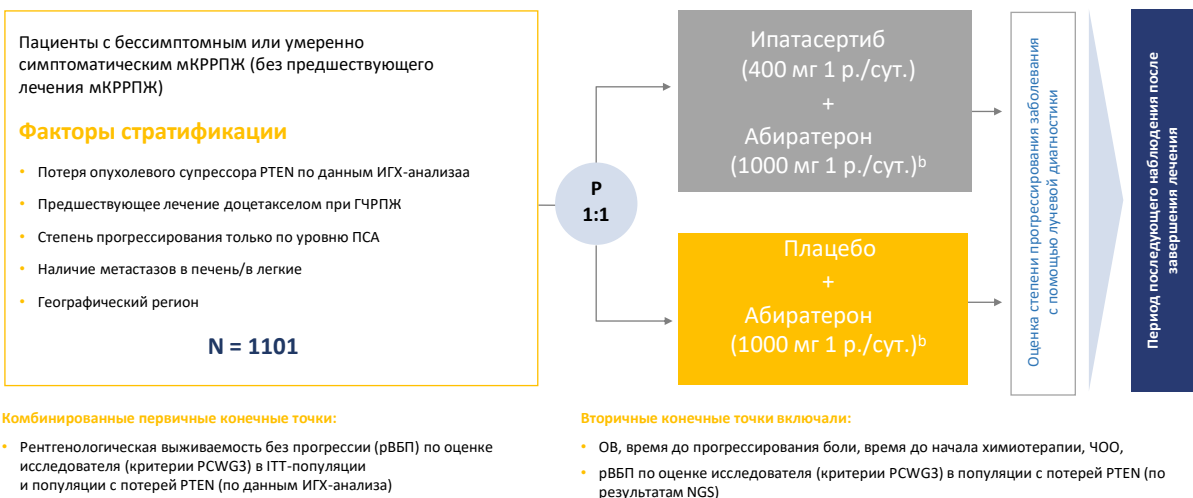 Пациенты с бессимптомным или умеренно
симптоматическим мКРРПЖ (без предшествующего
лечения мКРРПЖ)
Факторы стратификации
• Потеря опухолевого супрессора PTEN по данным ИГХ-анализаa
• Предшествующее лечение доцетакселом при ГЧРПЖ
• Степень прогрессирования только по уровню ПСА
• Наличие метастазов в печень/в легкие
• Географический регион
N = 1101
Р
1:1
Ипатасертиб
(400 мг 1 р./сут.)
+
Абиратерон
(1000 мг 1 р./сут.)b
Плацебо
+
Абиратерон
(1000 мг 1 р./сут.)b
Оценка степени прогрессирования заболевания
с помощью лучевой диагностики
Период последующего наблюдения после
завершения лечения
Комбинированные первичные конечные точки:
• Рентгенологическая выживаемость без прогрессии (рВБП) по оценке
исследователя (критерии PCWG3) в ITT-популяции
и популяции с потерей PTEN (по данным ИГХ-анализа)
Вторичные конечные точки включали:
• ОВ, время до прогрессирования боли, время до начала химиотерапии, ЧОО,
• рВБП по оценке исследователя (критерии PCWG3) в популяции с потерей PTEN (по
результатам NGS)